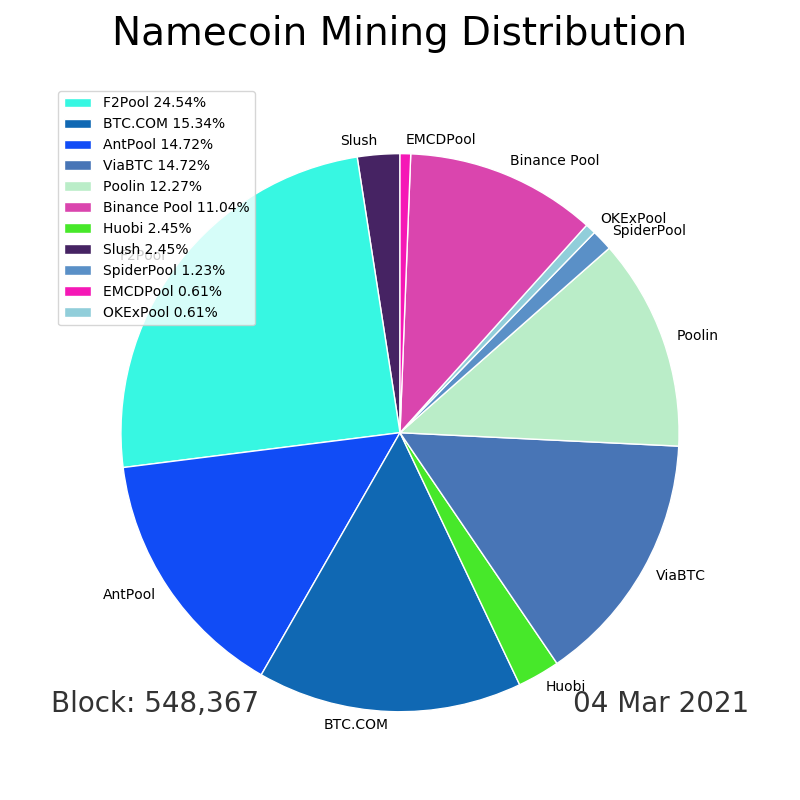 Namecoin Mining Distribution
F2Pool 24.54%
BTC.COM 15.34%
AntPool 14.72%
ViaBTC 14.72%
Poolin 12.27%
Binance Pool 11.04%
Huobi 2.45%
Slush 2.45%
SpiderPool 1.23%
EMCDPool 0.61%
OKExPool 0.61%
Slush
EMCDPool
Binance Pool
OKExPool
SpiderPool
F2Pool
Poolin
ViaBTC
AntPool
Huobi
BTC.COM
Block: 548,367
04 Mar 2021